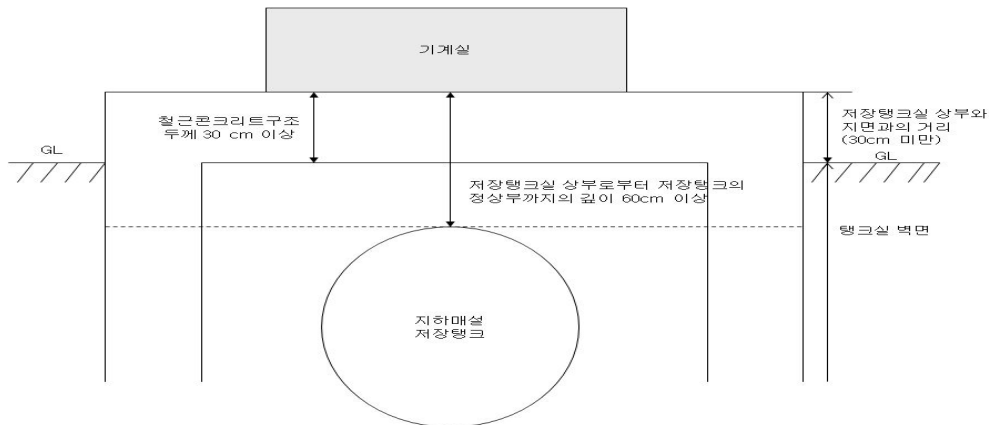 기계실
철근콘크리트구조
두께 30 cm 이상
저장탱크실 상부와
지면과의 거리
(30cm 미만)
GL
GL
저장탱크실 상부로부터 저장탱크의
정상부까지의 깊이 60cm 이상
탱크실 벽면
지하매설
저장탱크